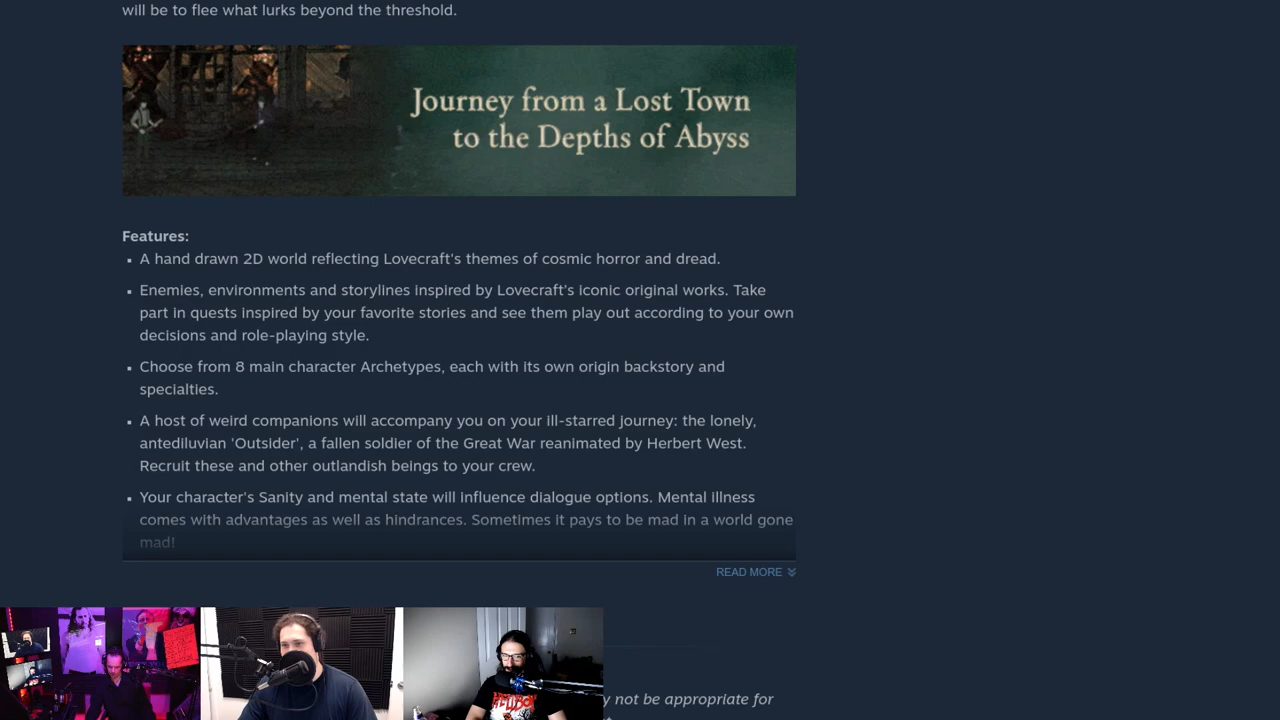 will be to flee what lurks beyond the threshold.
Journey from a Lost Town
to the Depths of Abyss
Features:
▪ A hand drawn 2D world reflecting Lovecraft's themes of cosmic horror and dread.
▪ Enemies, environments and storylines inspired by Lovecraft's iconic original works. Take
part in quests inspired by your favorite stories and see them play out according to your own
decisions and role-playing style.
▪ Choose from 8 main character Archetypes, each with its own origin backstory and
specialties.
▪ A host of weird companions will accompany you on your ill-starred journey: the lonely,
antediluvian 'Outsider', a fallen soldier of the Great War reanimated by Herbert West.
Recruit these and other outlandish beings to your crew.
▪ Your character's Sanity and mental state will influence dialogue options. Mental illness
comes with advantages as well as hindrances. Sometimes it pays to be mad in a world gone
mad!
READ MORE
y not be appropriate for